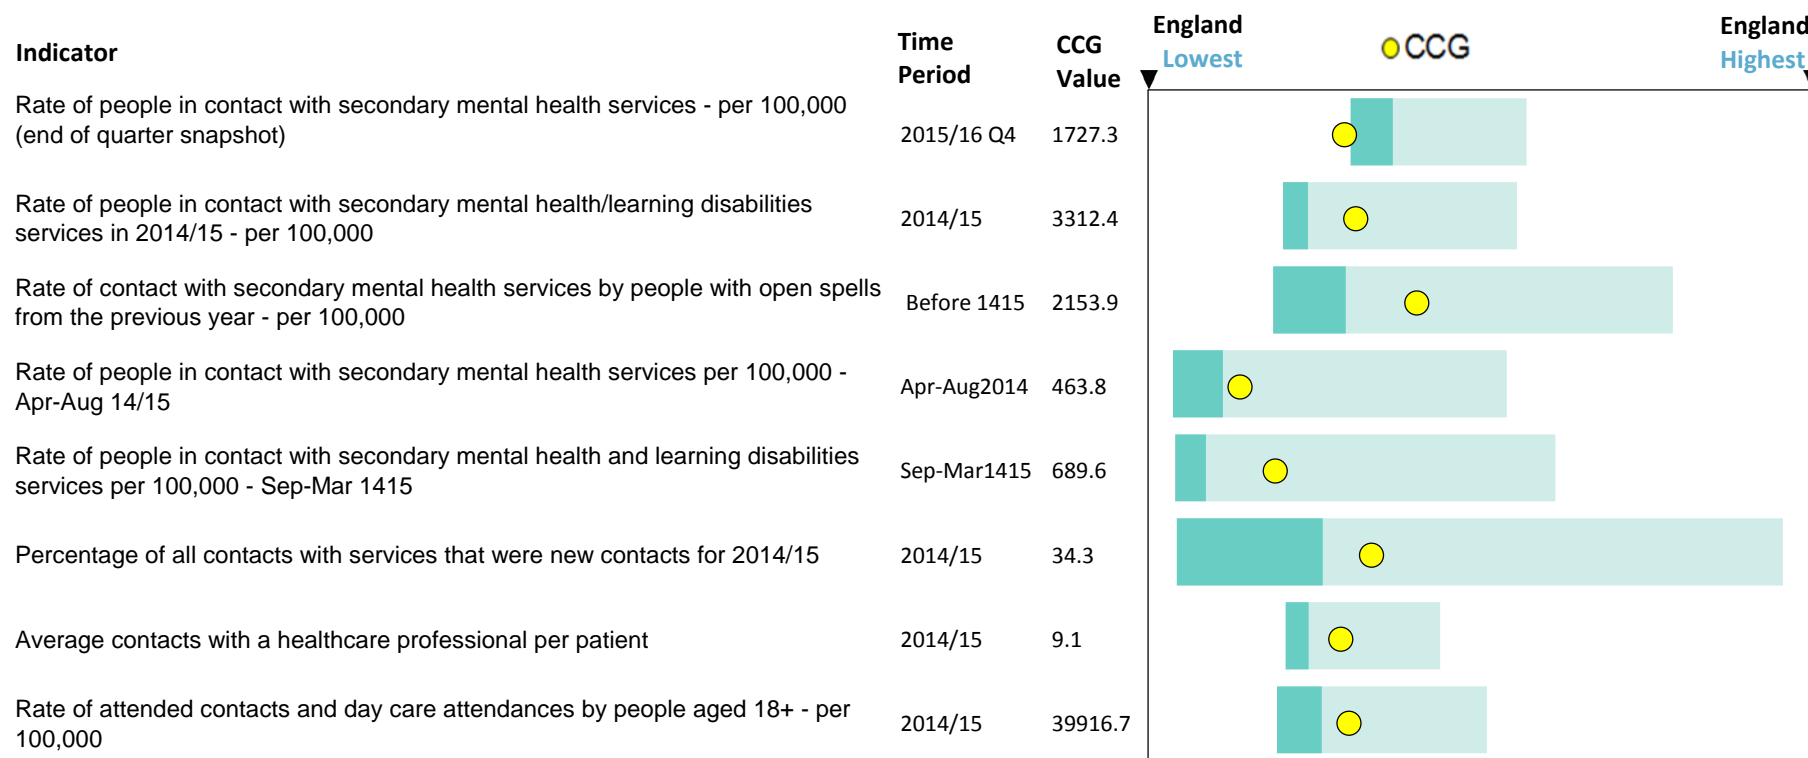 Indicator
Time
Period
CCG
Value
England
Lowest
CCG
England
Highest
Rate of people in contact with secondary mental health services - per 100,000
(end of quarter snapshot)
2015/16 Q4
1727.3
Rate of people in contact with secondary mental health/learning disabilities
services in 2014/15 - per 100,000
2014/15
3312.4
Rate of contact with secondary mental health services by people with open spells
from the previous year - per 100,000
Before 1415
2153.9
Rate of people in contact with secondary mental health services per 100,000 -
Apr-Aug 14/15
Apr-Aug2014
463.8
Rate of people in contact with secondary mental health and learning disabilities
services per 100,000 - Sep-Mar 1415
Sep-Mar1415
689.6
Percentage of all contacts with services that were new contacts for 2014/15
2014/15
34.3
Average contacts with a healthcare professional per patient
2014/15
9.1
Rate of attended contacts and day care attendances by people aged 18+ - per
100,000
2014/15
39916.7